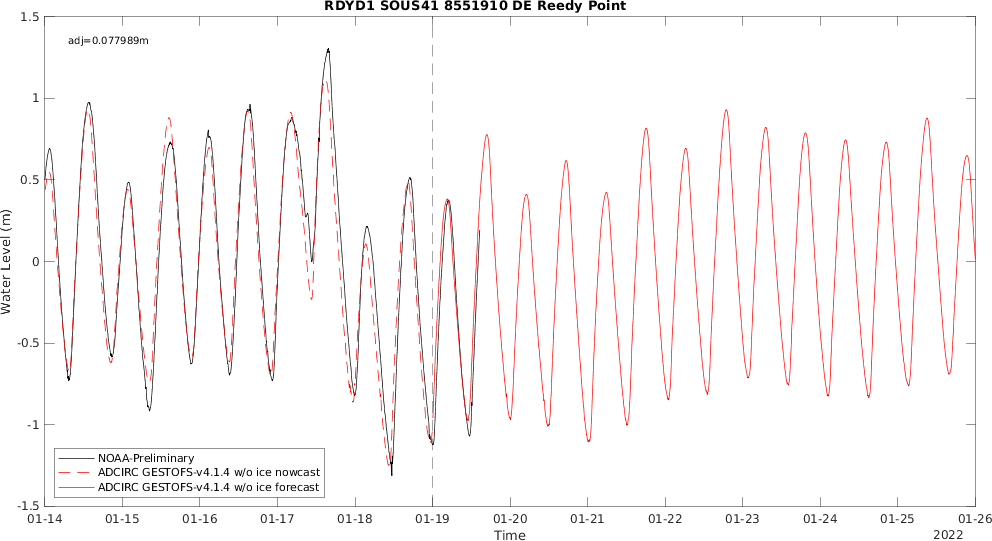 RDYD1 SOUS41 8551910 DE Reedy Point
adj=0.077989m
1.5
1
0.5
0
-0.5
-1
-1.5
Water Level (m)
NOAA-Preliminary
ADCIRC GESTOFS-v4.1.4 w/o ice nowcast
ADCIRC GESTOFS-v4.1.4 w/o ice forecast
01-14 01-15 01-16 01-17 01-18 01-19 01-20 01-21 01-22 01-23 01-24 01-25 01-26
Time
2022